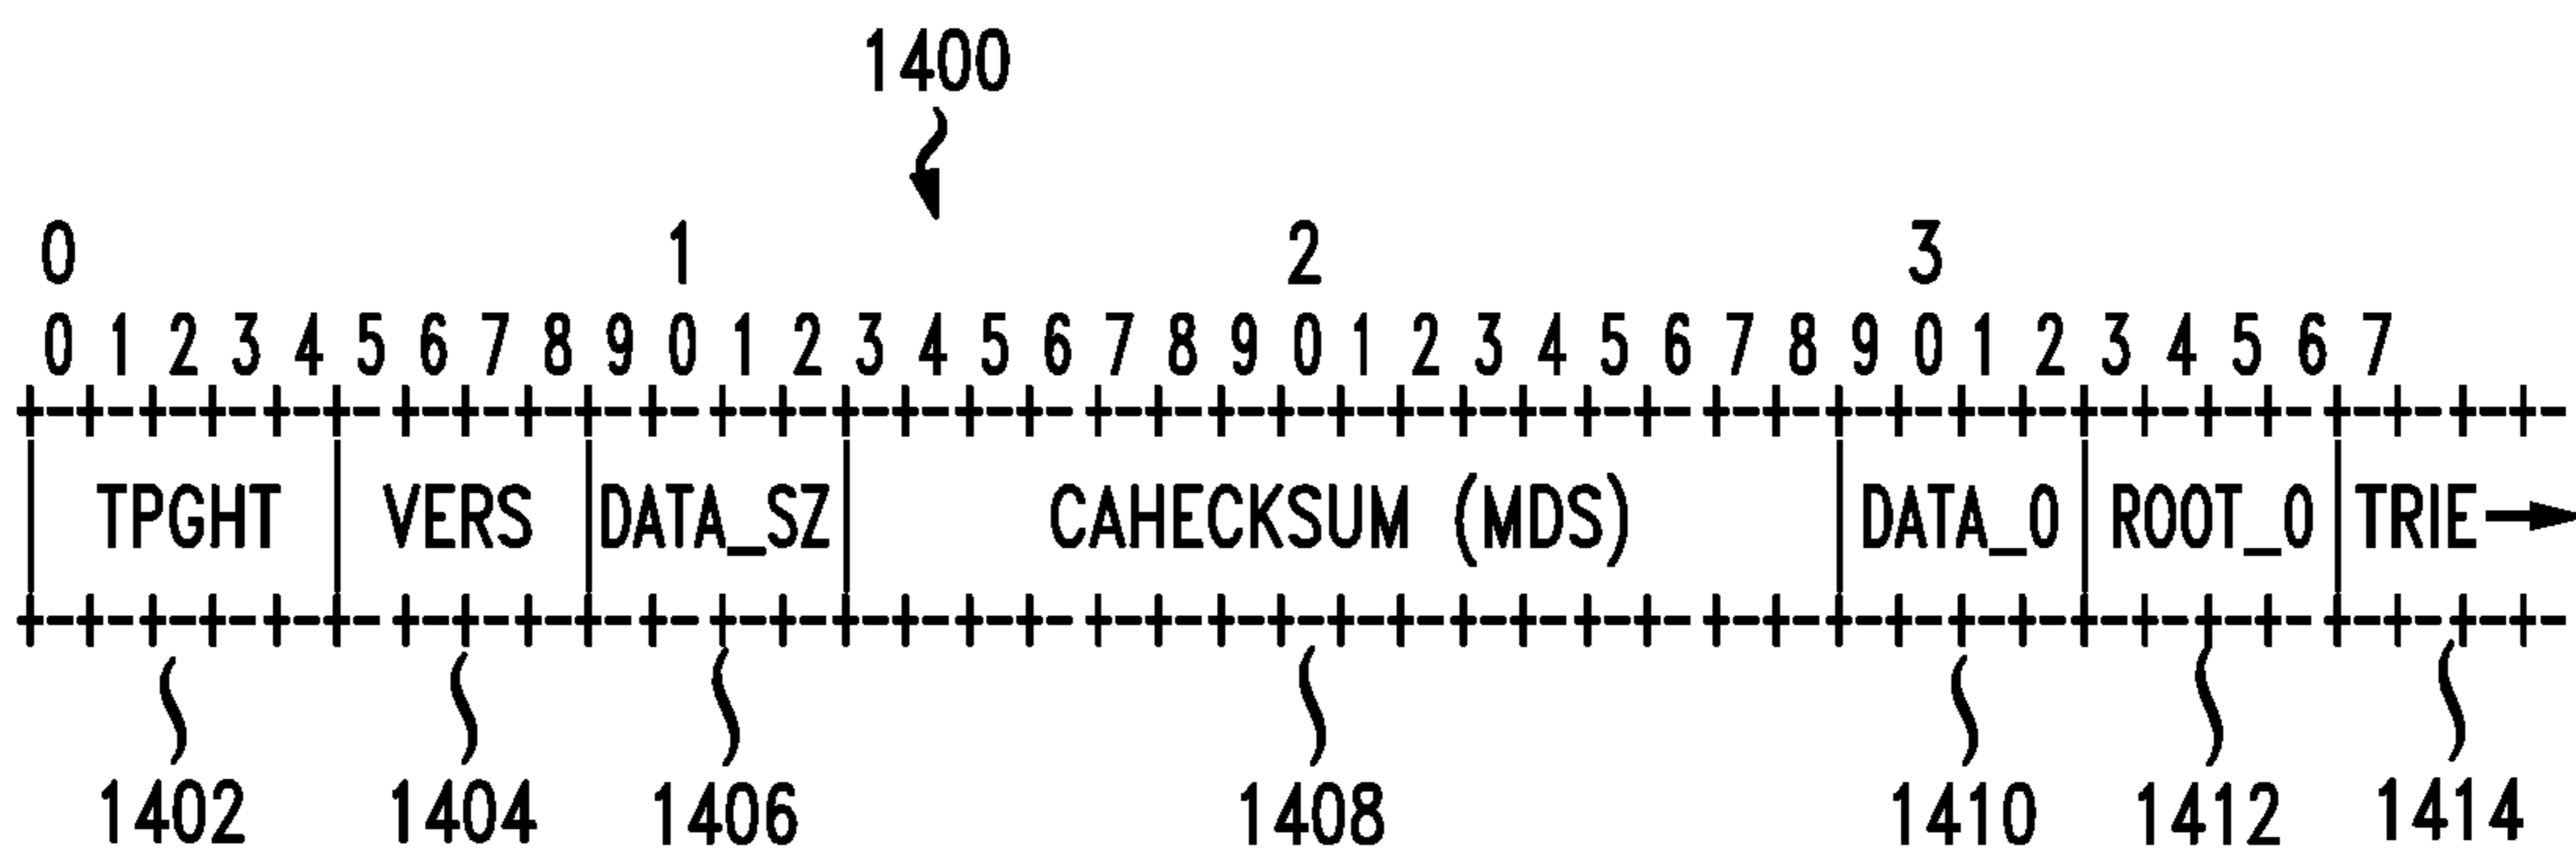 1400
0 1 2 3
0 1 2 3 4 5 6 7 8 9 0 1 2 3 4 5 6 7 8 9 0 1 2 3 4 5 6 7 8 9 0 1 2 3 4 5 6 7
TPGHT VERS DATA_SZ CAHECKSUM (MDS) DATA_0 ROOT_0 TRIE
1402 1404 1406 1408 1410 1412 1414